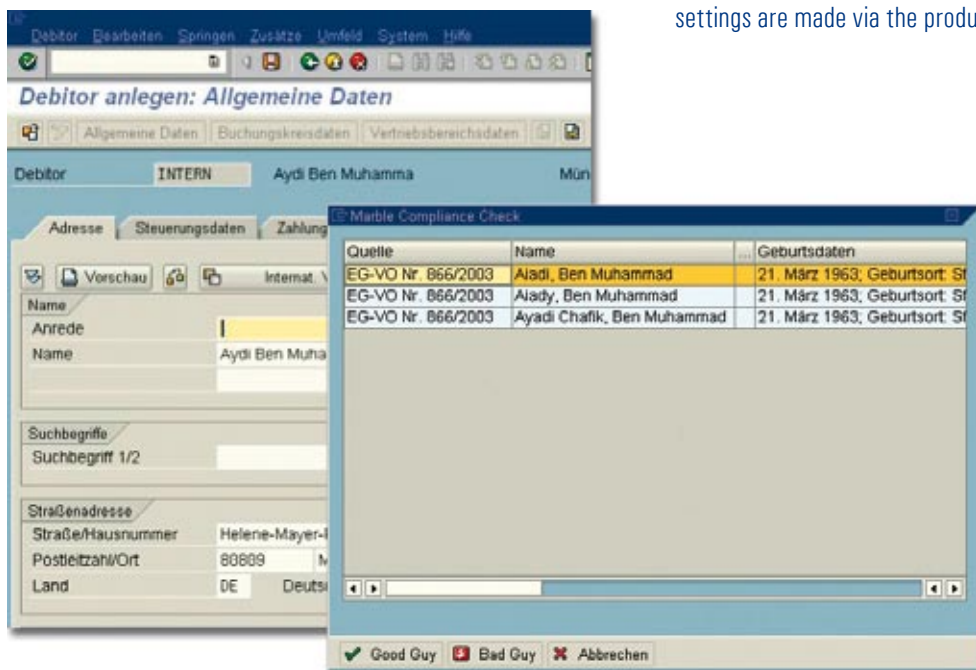 settings are made via the produ
Debitor Bearbeiten Springen Zusätze Umfeld System Hilfe
Debitor anlegen: Allgemeine Daten
Allgemeine Daten Buchungskreisdaten Vertriebsbereichsdaten
Debitor INTERN Aydi Ben Muhamma Mün
Adresse Steuerungsdaten Zahlung
Vorschau Internat. V
Name
Anrede
Name Aydi Ben Muha
Suchbegriffe
Suchbegriff 1/2
Straßenadresse
Straße/Hausnummer Helene-Mayer-
Postleitzahl/Ort 80809 M
Land DE Deuts
Marble Compliance Check
Quelle Name ... Geburtsdaten
EG-VO Nr. 866/2003 Aiadi, Ben Muhammad 21. März 1963; Geburtsort: Sf
EG-VO Nr. 866/2003 Aiady, Ben Muhammad 21. März 1963; Geburtsort: Sf
EG-VO Nr. 866/2003 Ayadi Chafik, Ben Muhammad 21. März 1963; Geburtsort: Sf
Good Guy Bad Guy Abbrechen